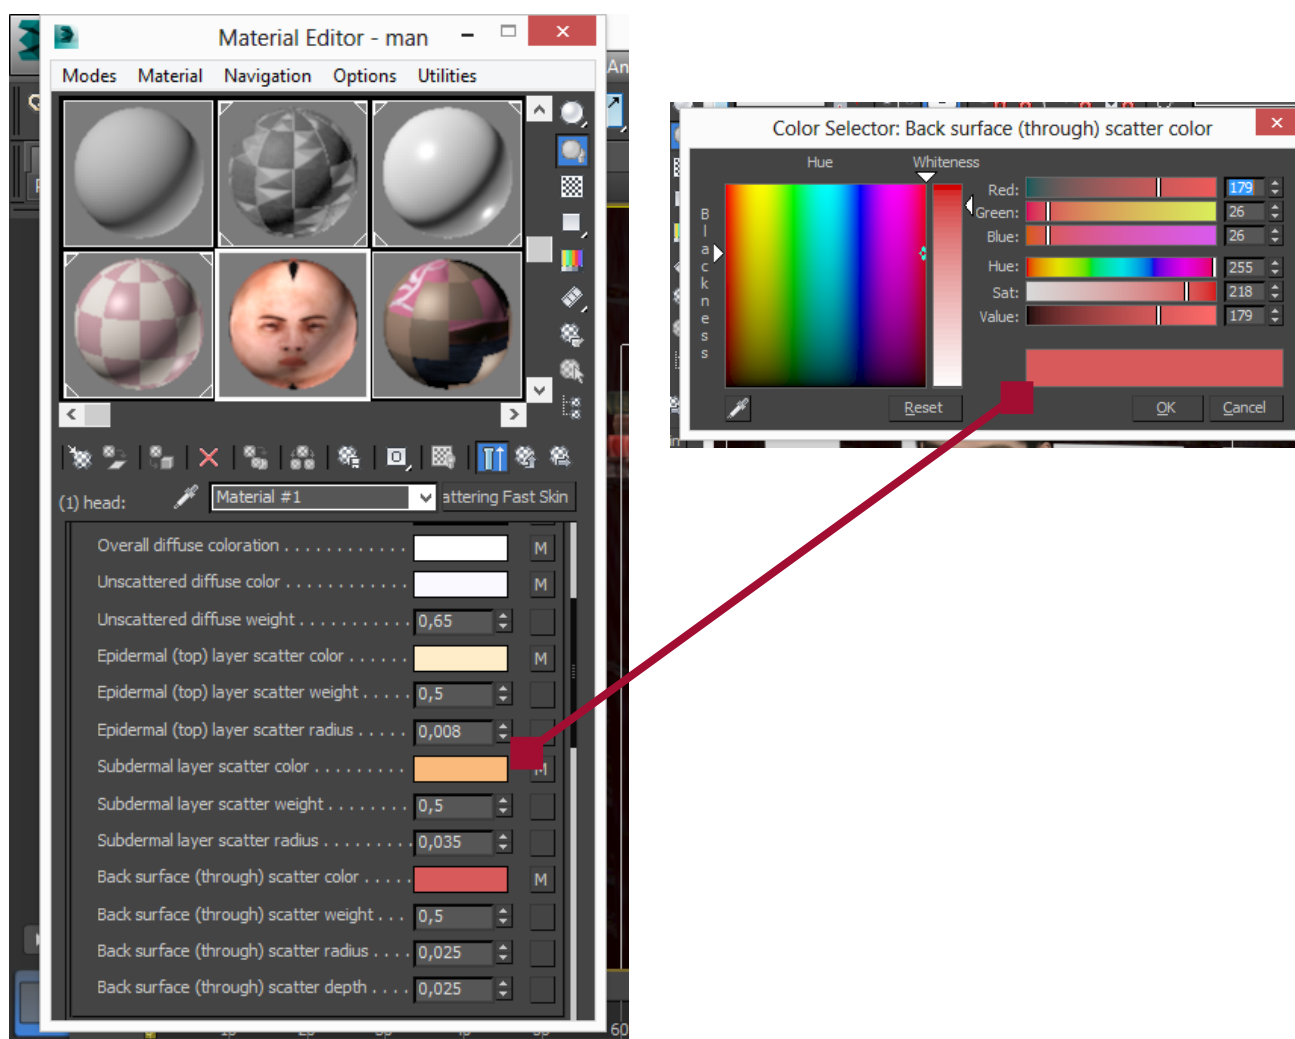 Material Editor - man
Modes Material Navigation Options Utilities
An
(1) head: Material #1 attering Fast Skin
Overall diffuse coloration . . . . . . . . . . . . M
Unscattered diffuse color . . . . . . . . . . . . M
Unscattered diffuse weight . . . . . . . . . . . 0,65
Epidermal (top) layer scatter color . . . . . . M
Epidermal (top) layer scatter weight . . . . . 0,5
Epidermal (top) layer scatter radius . . . . . 0,008
Subdermal layer scatter color . . . . . . . . . M
Subdermal layer scatter weight . . . . . . . . 0,5
Subdermal layer scatter radius . . . . . . . . . 0,035
Back surface (through) scatter color . . . . . M
Back surface (through) scatter weight . . . 0,5
Back surface (through) scatter radius . . . . 0,025
Back surface (through) scatter depth . . . . 0,025
60
Color Selector: Back surface (through) scatter color
Hue Whiteness
Blackness
Red: 179
Green: 26
Blue: 26
Hue: 255
Sat: 218
Value: 179
Reset OK Cancel